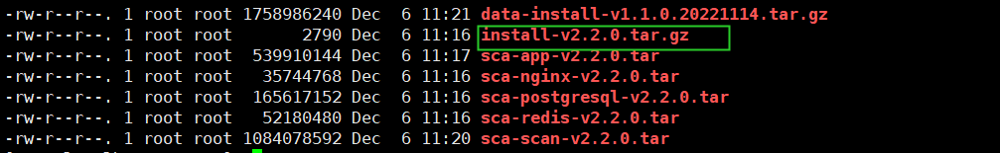 -rw-r--r--. 1 root root 1758986240 Dec  6 11:21 data-install-v1.1.0.20221114.tar.gz
-rw-r--r--. 1 root root       2790 Dec  6 11:16 install-v2.2.0.tar.gz
-rw-r--r--. 1 root root  539910144 Dec  6 11:17 sca-app-v2.2.0.tar
-rw-r--r--. 1 root root   35744768 Dec  6 11:16 sca-nginx-v2.2.0.tar
-rw-r--r--. 1 root root  165617152 Dec  6 11:16 sca-postgresql-v2.2.0.tar
-rw-r--r--. 1 root root   52180480 Dec  6 11:16 sca-redis-v2.2.0.tar
-rw-r--r--. 1 root root 1084078592 Dec  6 11:20 sca-scan-v2.2.0.tar